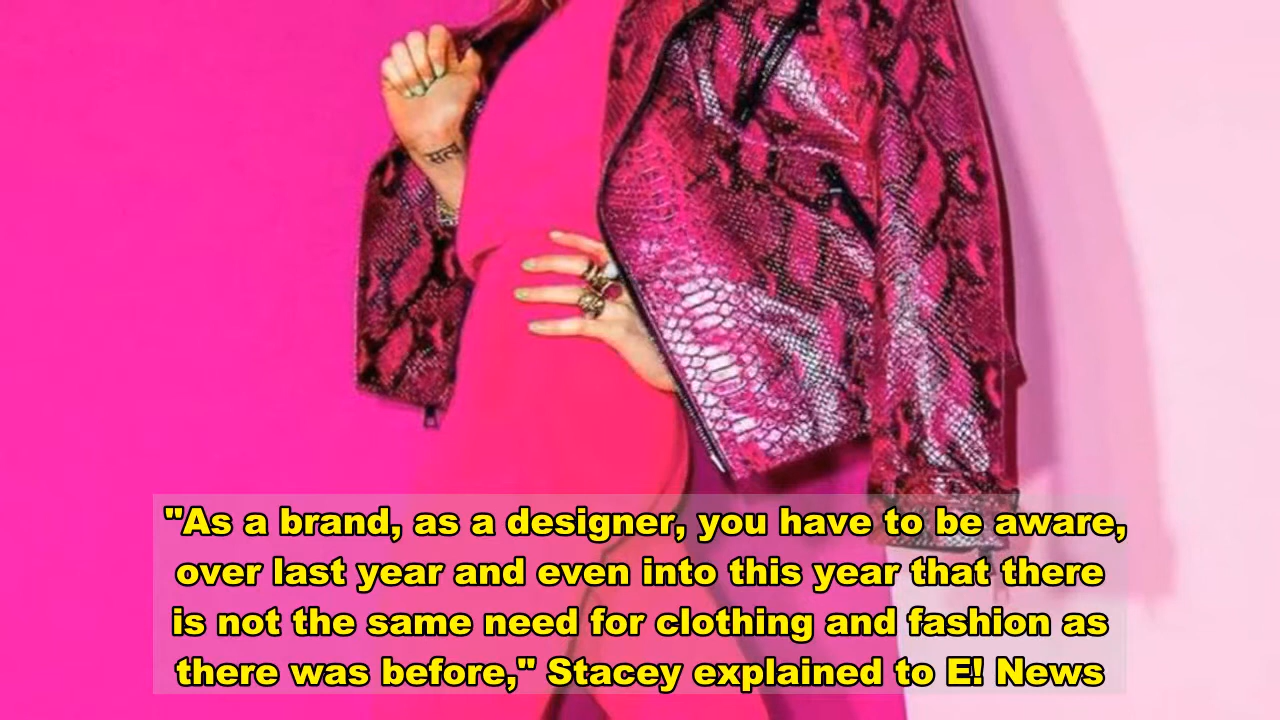 सत्य
"As a brand, as a designer, you have to be aware,
over last year and even into this year that there
is not the same need for clothing and fashion as
there was before," Stacey explained to E! News